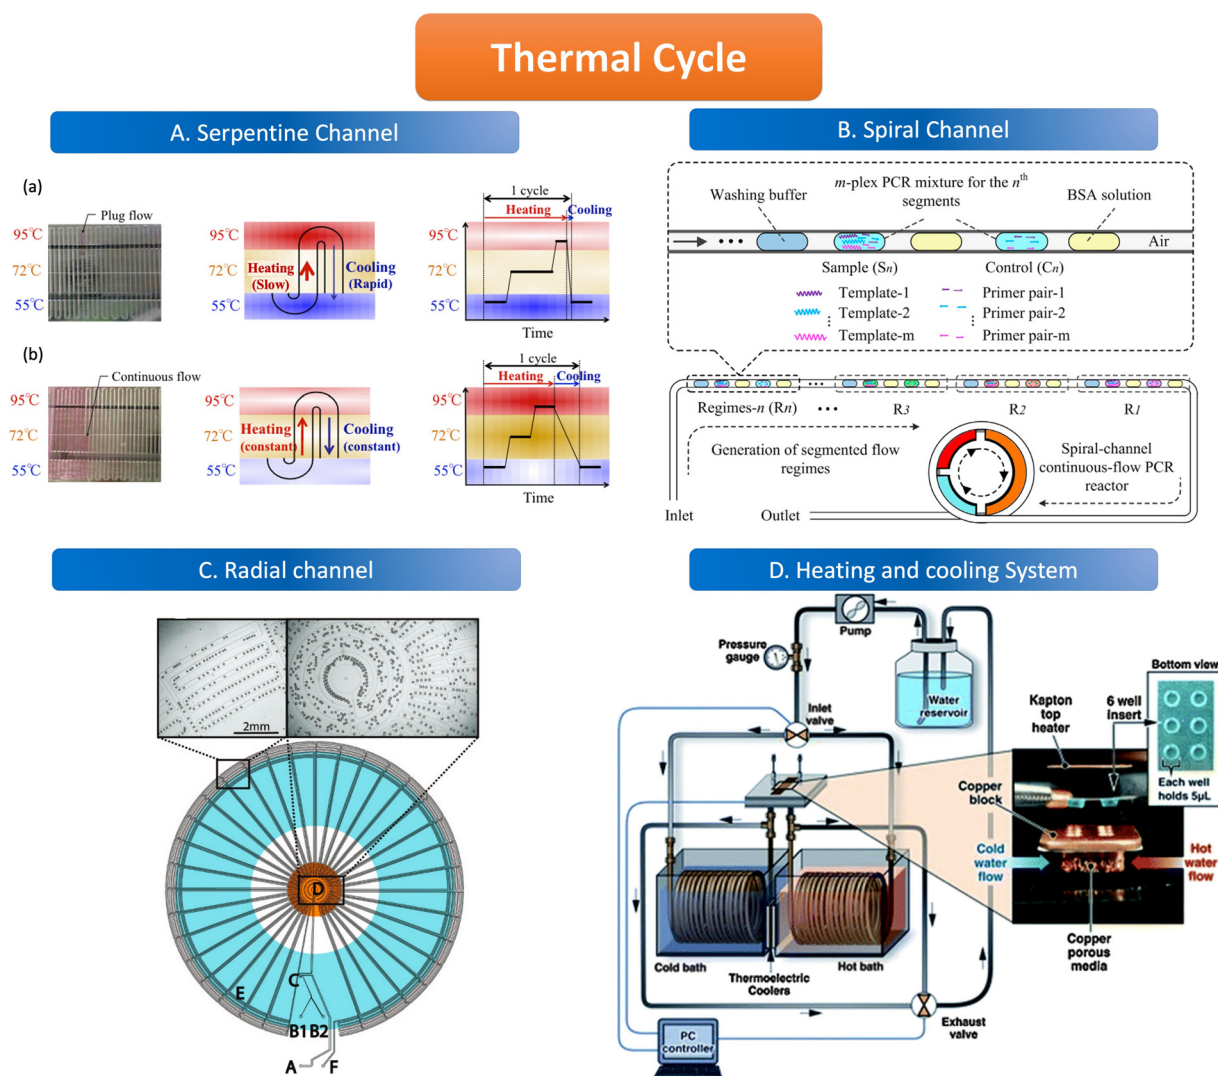 Thermal Cycle
A. Serpentine Channel
(a)
Plug flow
95°C
72°C
55°C
Heating
(Slow)
Cooling
(Rapid)
1 cycle
Heating
Cooling
95°C
72°C
55°C
Time
(b)
Continuous flow
95°C
72°C
55°C
Heating
(constant)
Cooling
(constant)
1 cycle
Heating
Cooling
95°C
72°C
55°C
Time
B. Spiral Channel
Washing buffer
m-plex PCR mixture for the nth
segments
BSA solution
Air
Sample (Sn)
Control (Cn)
Template-1
Primer pair-1
Template-2
Primer pair-2
Template-m
Primer pair-m
Regimes-n (Rn)
R3
R2
R1
Generation of segmented flow
regimes
Spiral-channel
continuous-flow PCR
reactor
Inlet
Outlet
C. Radial channel
2mm
D
C
E
B1
B2
A
F
D. Heating and cooling System
Pump
Pressure
gauge
Water
reservoir
Inlet
valve
Bottom view
Kapton
top
heater
6 well
Insert
Each well
holds 5µL
Copper
block
Cold
water
flow
Hot
water
flow
Copper
porous
media
Cold bath
Thermoelectric
Coolers
Hot bath
Exhaust
valve
PC
controller